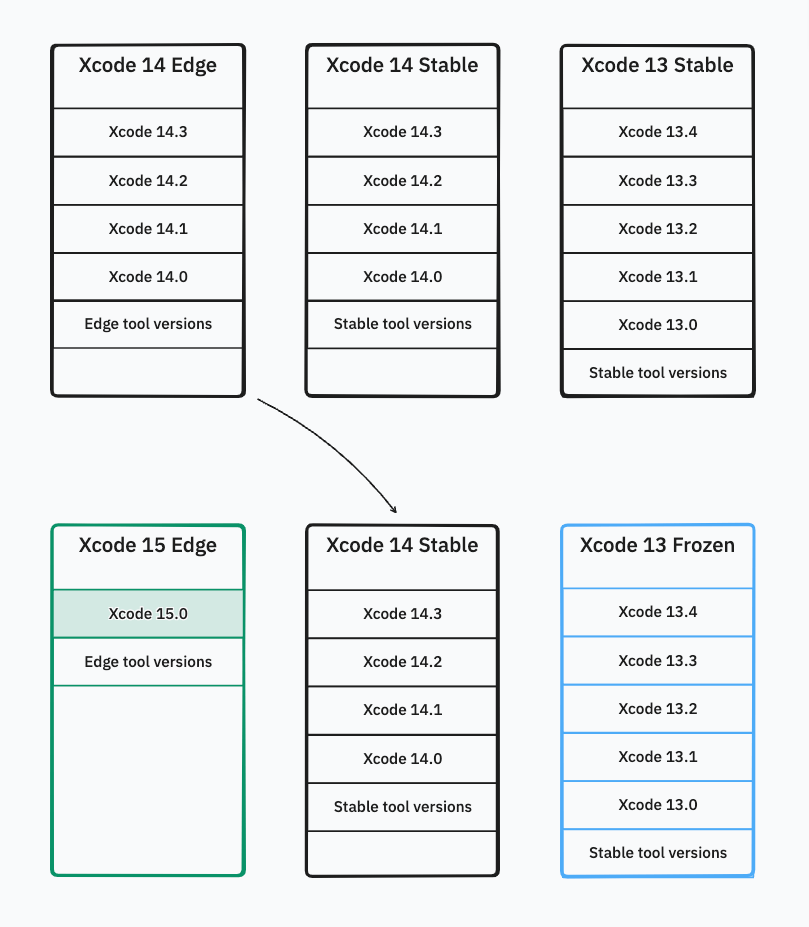 Xcode 14 Edge
Xcode 14.3
Xcode 14.2
Xcode 14.1
Xcode 14.0
Edge tool versions
Xcode 14 Stable
Xcode 14.3
Xcode 14.2
Xcode 14.1
Xcode 14.0
Stable tool versions
Xcode 13 Stable
Xcode 13.4
Xcode 13.3
Xcode 13.2
Xcode 13.1
Xcode 13.0
Stable tool versions
Xcode 15 Edge
Xcode 15.0
Edge tool versions
Xcode 14 Stable
Xcode 14.3
Xcode 14.2
Xcode 14.1
Xcode 14.0
Stable tool versions
Xcode 13 Frozen
Xcode 13.4
Xcode 13.3
Xcode 13.2
Xcode 13.1
Xcode 13.0
Stable tool versions